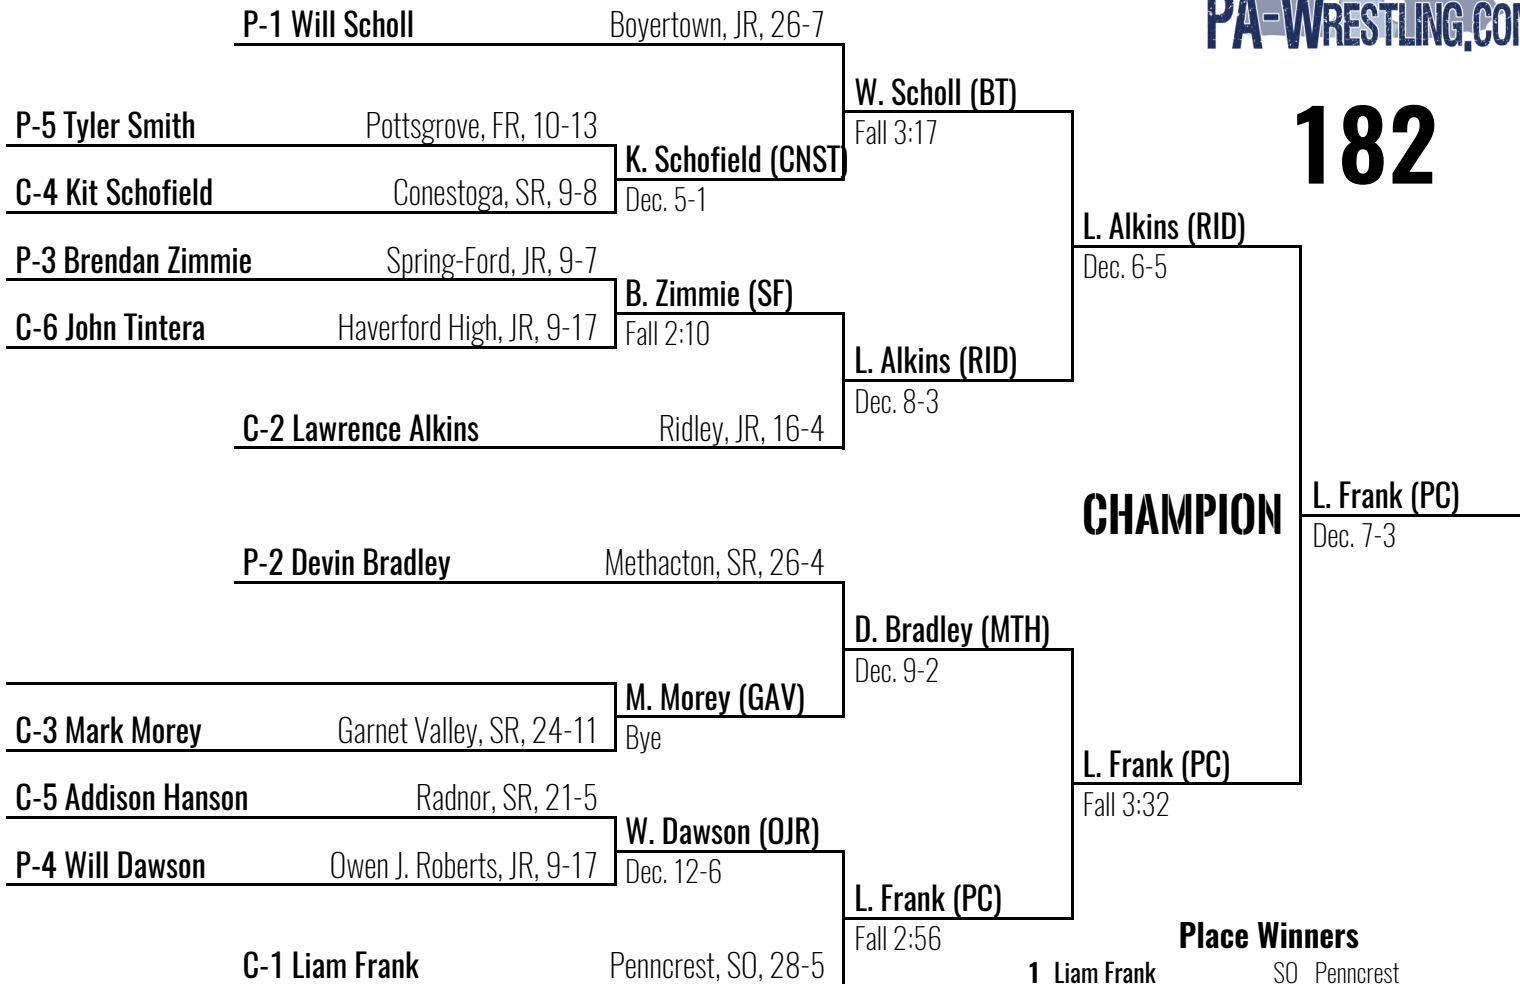 P-1 Will Scholl Boyertown, JR, 26-7
PA-WRESTLING.COM
W. Scholl (BT)
Fall 3:17
182
P-5 Tyler Smith Pottsgrove, FR, 10-13
K. Schofield (CNST)
Dec. 5-1
C-4 Kit Schofield Conestoga, SR, 9-8
L. Alkins (RID)
Dec. 6-5
P-3 Brendan Zimmie Spring-Ford, JR, 9-7
B. Zimmie (SF)
Fall 2:10
C-6 John Tintera Haverford High, JR, 9-17
L. Alkins (RID)
Dec. 8-3
C-2 Lawrence Alkins Ridley, JR, 16-4
CHAMPION
L. Frank (PC)
Dec. 7-3
P-2 Devin Bradley Methacton, SR, 26-4
D. Bradley (MTH)
Dec. 9-2
M. Morey (GAV)
Bye
C-3 Mark Morey Garnet Valley, SR, 24-11
L. Frank (PC)
Fall 3:32
C-5 Addison Hanson Radnor, SR, 21-5
W. Dawson (OJR)
Dec. 12-6
P-4 Will Dawson Owen J. Roberts, JR, 9-17
L. Frank (PC)
Fall 2:56
C-1 Liam Frank Penncrest, SO, 28-5
Place Winners
1 Liam Frank SO Penncrest